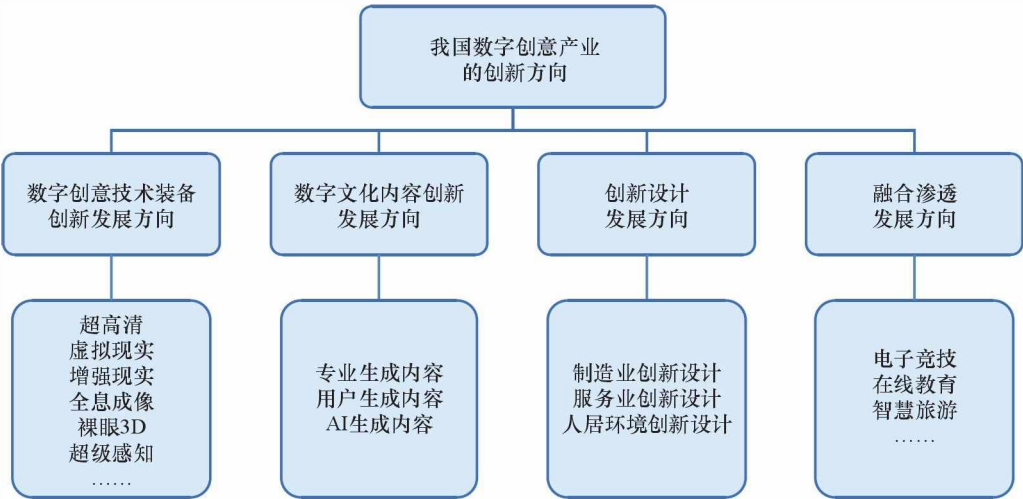 我国数字创意产业
的创新方向
数字创意技术装备
创新发展方向
数字文化内容创新
发展方向
创新设计
发展方向
融合渗透
发展方向
超高清
虚拟现实
增强现实
全息成像
裸眼3D
超级感知
……
专业生成内容
用户生成内容
AI生成内容
制造业创新设计
服务业创新设计
人居环境创新设计
电子竞技
在线教育
智慧旅游
……